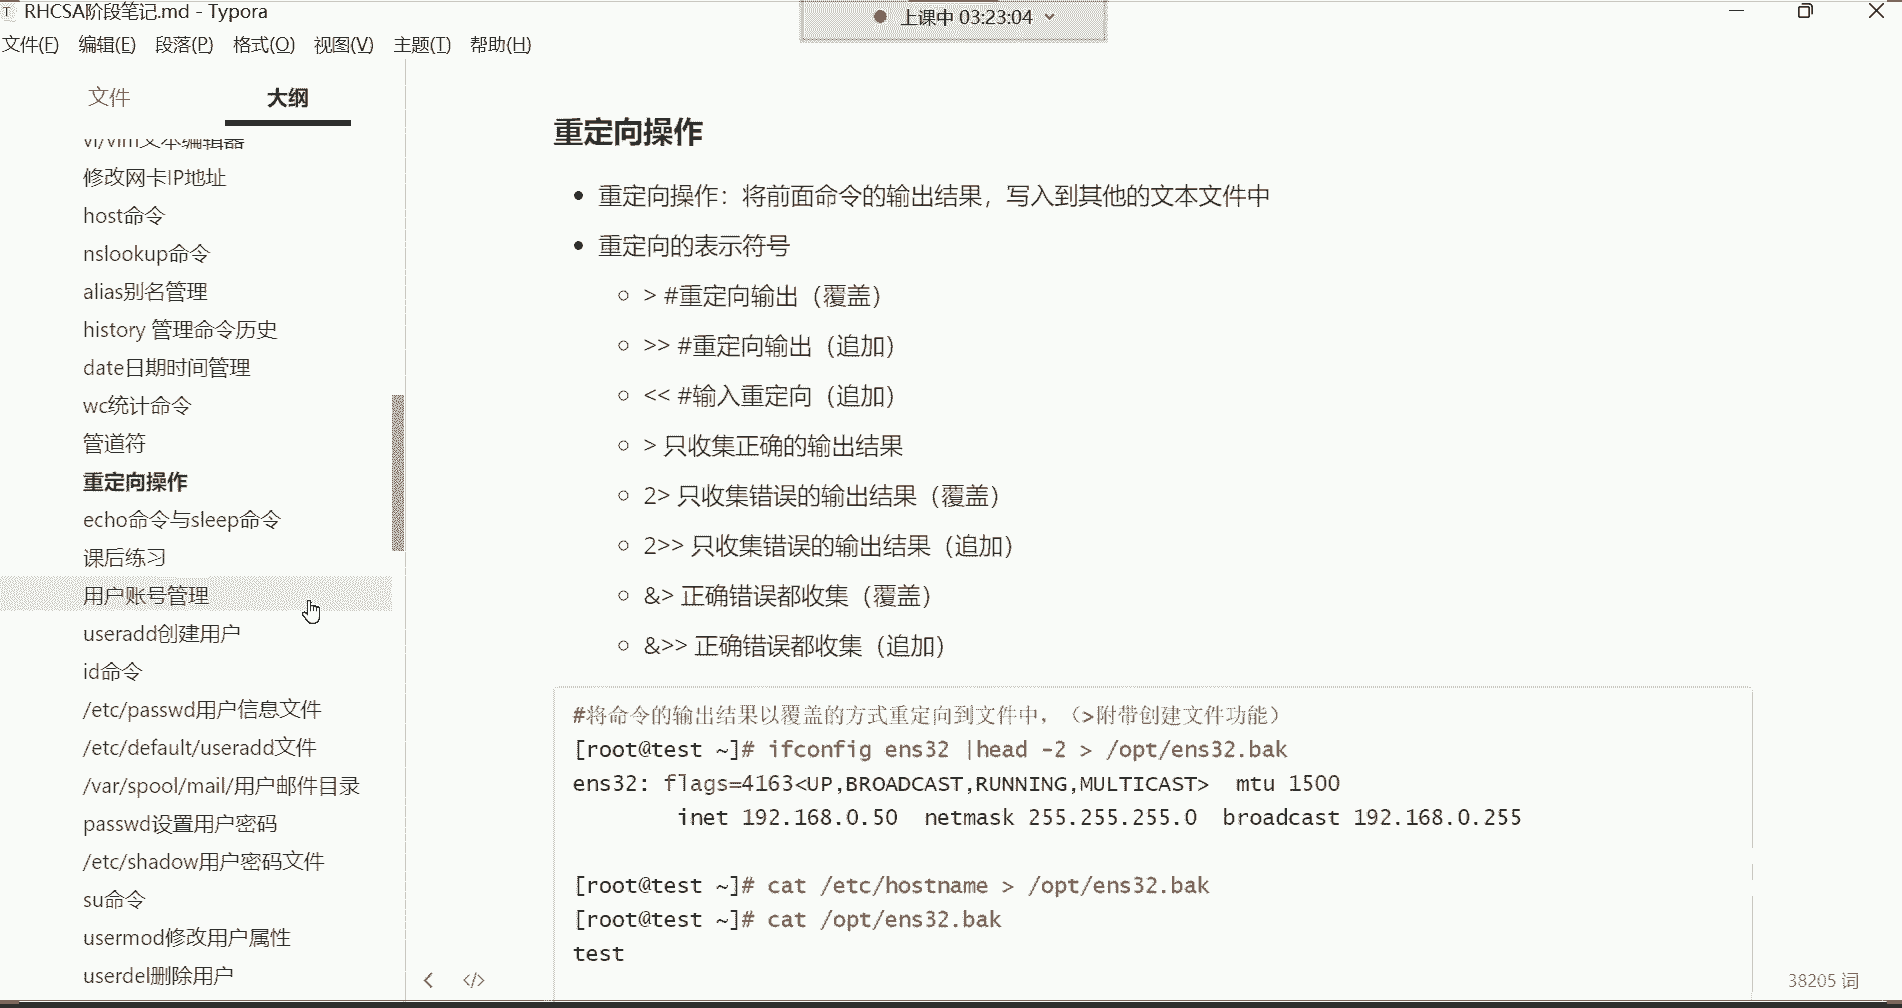 RHCSA阶段笔记.md - Typora
上课中 03:23:04
文件(F) 编辑(E) 段落(P) 格式(O) 视图(V) 主题(T) 帮助(H)
文件 大纲
vi/vim文本编辑器
修改网卡IP地址
host命令
nslookup命令
alias别名管理
history 管理命令历史
date日期时间管理
wc统计命令
管道符
重定向操作
echo命令与sleep命令
课后练习
用户账号管理
useradd创建用户
id命令
/etc/passwd用户信息文件
/etc/default/useradd文件
/var/spool/mail/用户邮件目录
passwd设置用户密码
/etc/shadow用户密码文件
su命令
usermod修改用户属性
userdel删除用户
重定向操作
重定向操作：将前面命令的输出结果，写入到其他的文本文件中
重定向的表示符号
> #重定向输出（覆盖）
>> #重定向输出（追加）
<< #输入重定向（追加）
> 只收集正确的输出结果
2> 只收集错误的输出结果（覆盖）
2>> 只收集错误的输出结果（追加）
&> 正确错误都收集（覆盖）
&>> 正确错误都收集（追加）
#将命令的输出结果以覆盖的方式重定向到文件中，（>附带创建文件功能）
[root@test ~]# ifconfig ens32 |head -2 > /opt/ens32.bak
ens32: flags=4163<UP,BROADCAST,RUNNING,MULTICAST>  mtu 1500
        inet 192.168.0.50  netmask 255.255.255.0  broadcast 192.168.0.255
[root@test ~]# cat /etc/hostname > /opt/ens32.bak
[root@test ~]# cat /opt/ens32.bak
test
38205 词